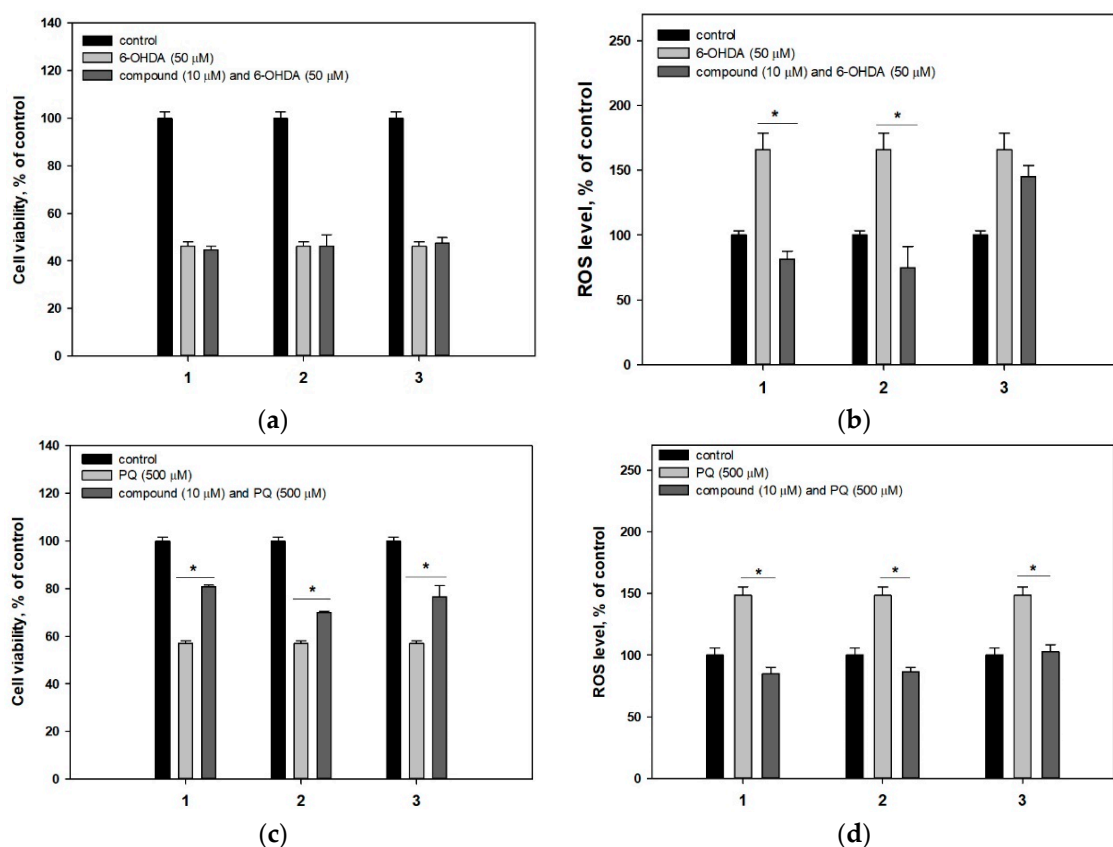 140
120
100
80
60
40
20
0
Cell viability, % of control
control
6-OHDA (50 μM)
compound (10 μM) and 6-OHDA (50 μM)
1
2
3
(a)
250
200
150
100
50
0
ROS level, % of control
control
6-OHDA (50 μM)
compound (10 μM) and 6-OHDA (50 μM)
*
*
1
2
3
(b)
140
120
100
80
60
40
20
0
Cell viability, % of control
control
PQ (500 μM)
compound (10 μM) and PQ (500 μM)
*
*
*
1
2
3
(c)
250
200
150
100
50
0
ROS level, % of control
control
PQ (500 μM)
compound (10 μM) and PQ (500 μM)
*
*
*
1
2
3
(d)